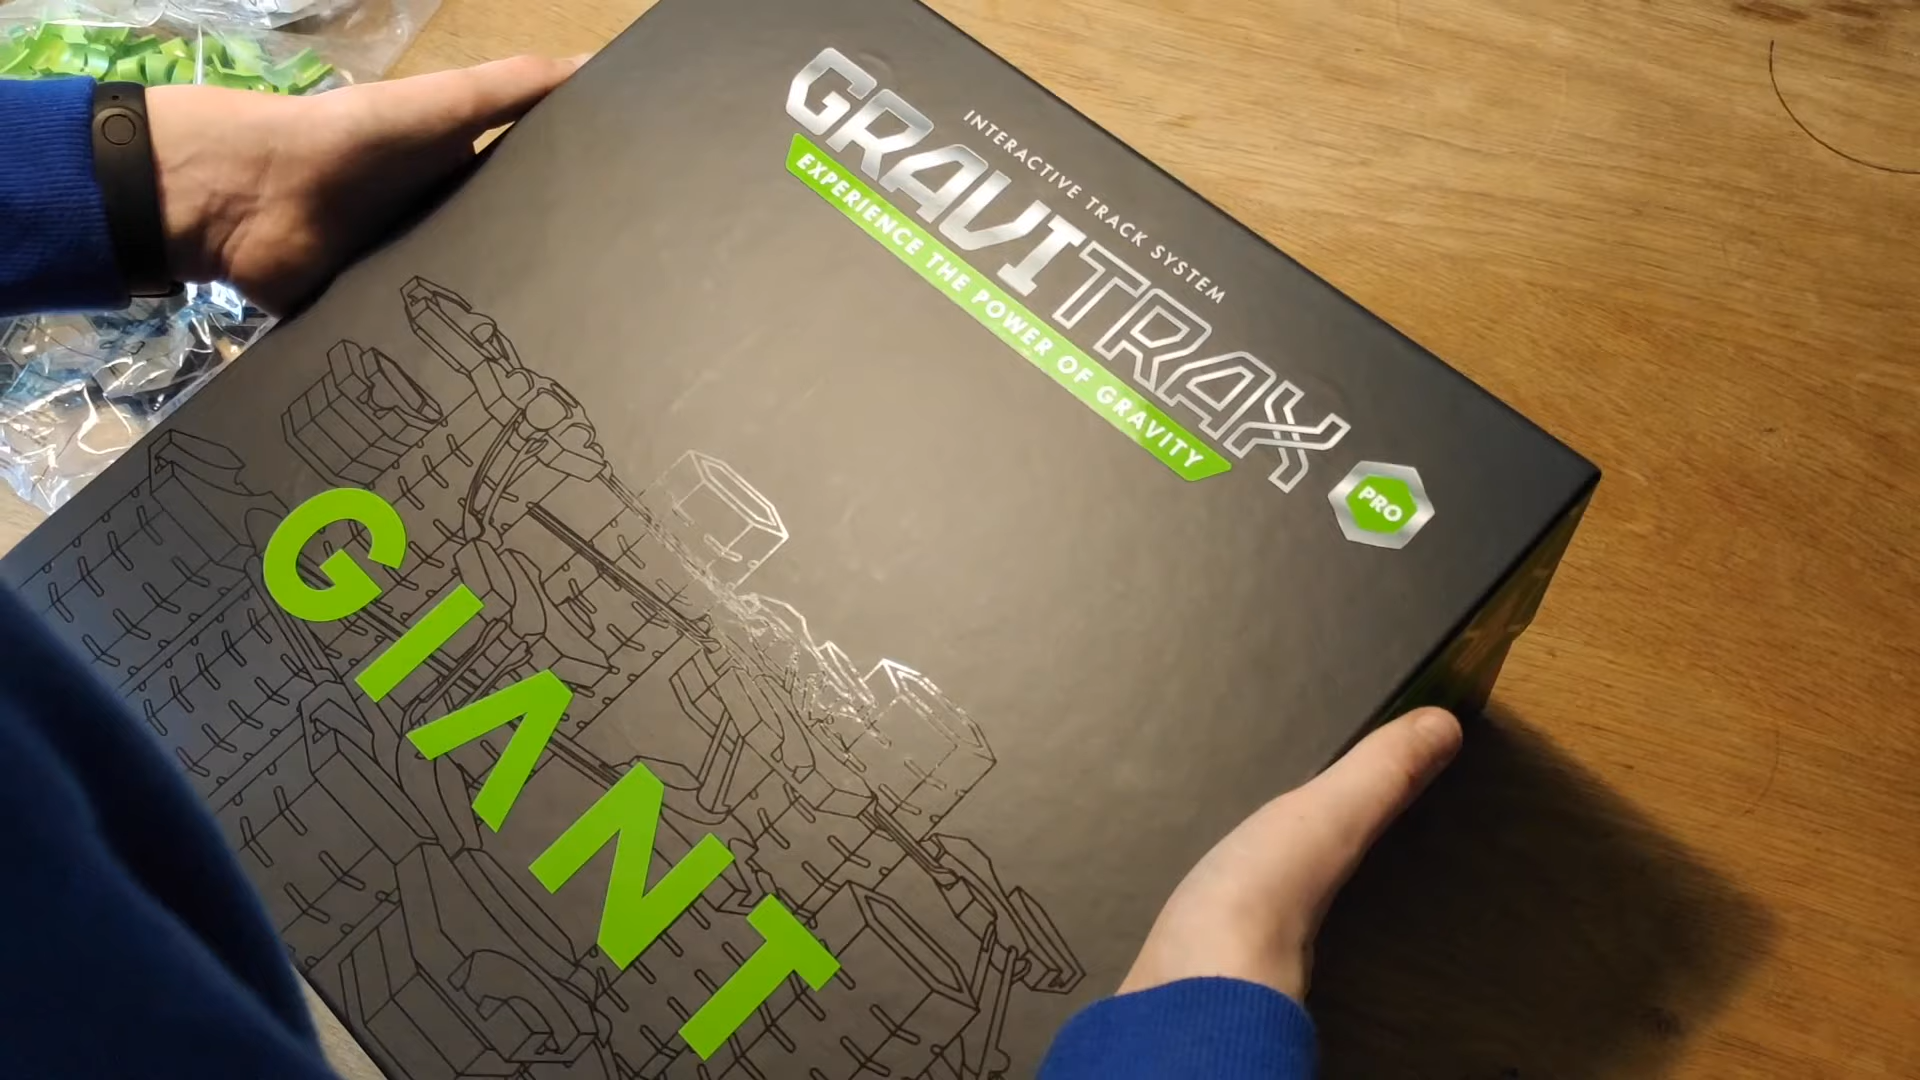 INTERACTIVE TRACK SYSTEM
GRAVITRAX
EXPERIENCE THE POWER OF GRAVITY
PRO
GIANT